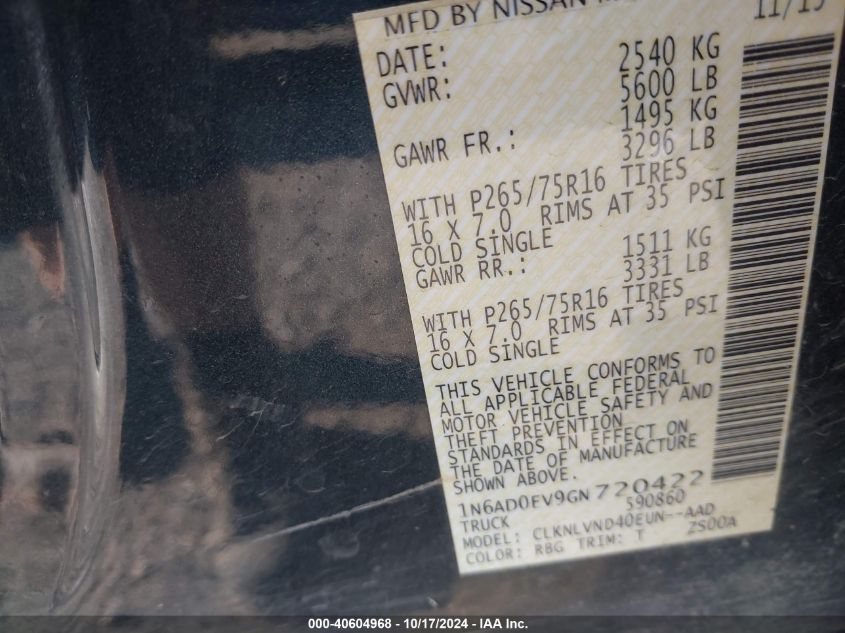 MFD BY NISSAN
DATE: 11/15
GVWR: 2540 KG
5600 LB
GAWR FR.: 1495 KG
3296 LB
WITH P265/75R16 TIRES
16 X 7.0 RIMS AT 35 PSI
COLD SINGLE
GAWR RR.: 1511 KG
3331 LB
WITH P265/75R16 TIRES
16 X 7.0 RIMS AT 35 PSI
COLD SINGLE
THIS VEHICLE CONFORMS TO
ALL APPLICABLE FEDERAL
MOTOR VEHICLE SAFETY AND
THEFT PREVENTION
STANDARDS IN EFFECT ON
THE DATE OF MANUFACTURE
SHOWN ABOVE.
1N6AD0EV9GN720422
TRUCK 590860
MODEL: CLKNLVND40EUN--AAD
COLOR: RBG TRIM: T ZS00A
000-40604968 - 10/17/2024 - IAA Inc.